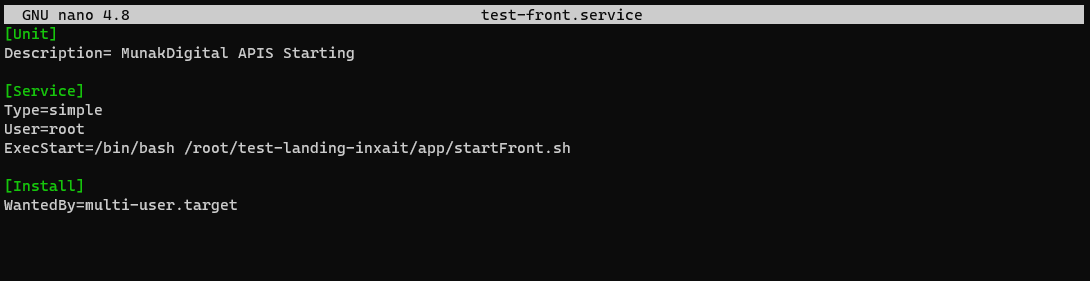 GNU nano 4.8 test-front.service
[Unit]
Description= MunakDigital APIS Starting
[Service]
Type=simple
User=root
ExecStart=/bin/bash /root/test-landing-inxait/app/startFront.sh
[Install]
WantedBy=multi-user.target